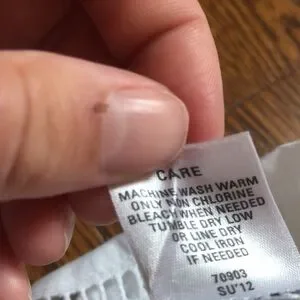 CARE
MACHINE WASH WARM
ONLY NON CHLORINE
BLEACH WHEN NEEDED
TUMBLE DRY LOW
OR LINE DRY
COOL IRON
IF NEEDED
70903
SU'12